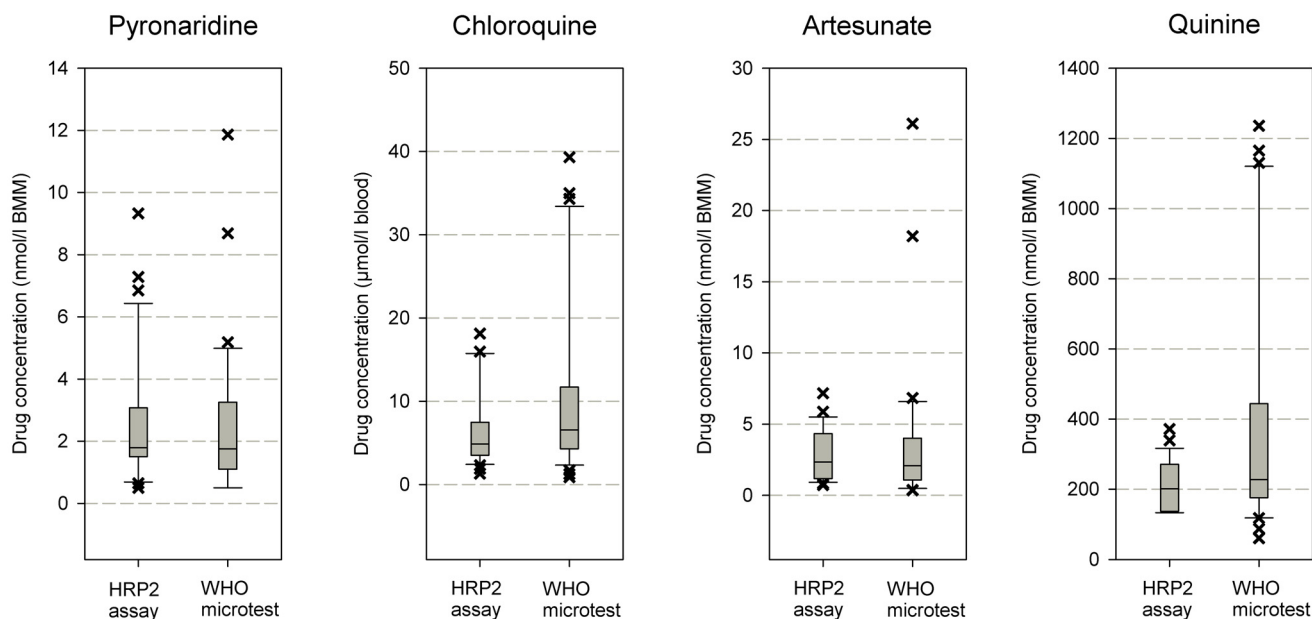 Pyronaridine
Drug concentration (nmol/l BMM)
14
12
10
8
6
4
2
0
HRP2
assay
WHO
microtest
Chloroquine
Drug concentration (µmol/l blood)
50
40
30
20
10
0
HRP2
assay
WHO
microtest
Artesunate
Drug concentration (nmol/l BMM)
30
25
20
15
10
5
0
HRP2
assay
WHO
microtest
Quinine
Drug concentration (nmol/l BMM)
1400
1200
1000
800
600
400
200
0
HRP2
assay
WHO
microtest